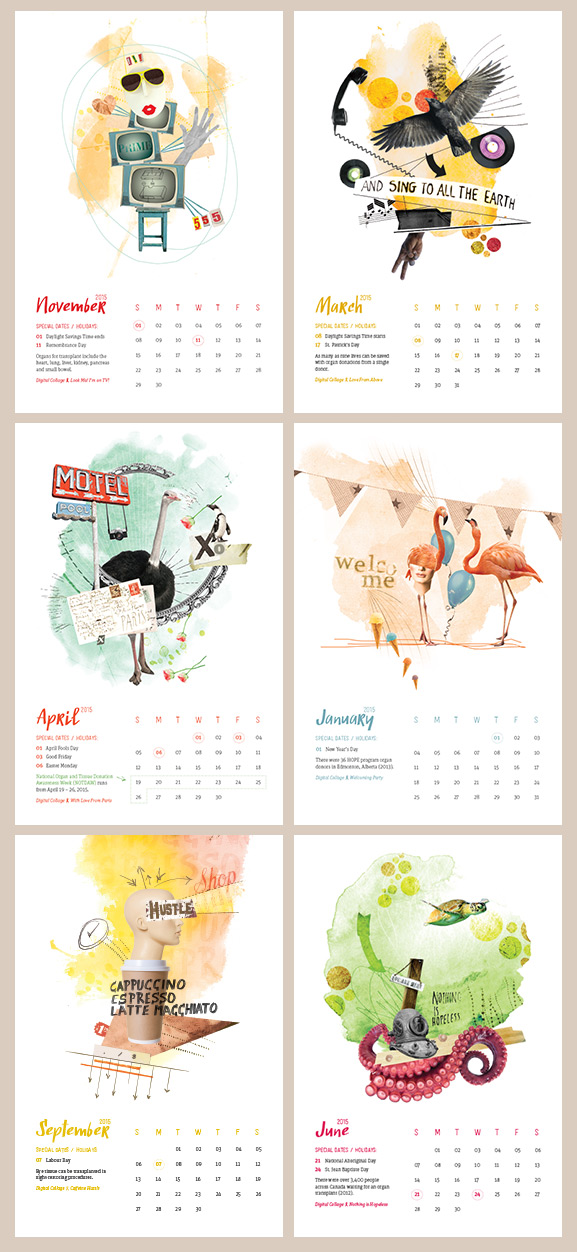 PRIME
555
November 2015
S M T W T F S
SPECIAL DATES / HOLIDAYS:
01 Daylight Savings Time ends
11 Remembrance Day
Organs for transplant include the
heart, lung, liver, kidney, pancreas
and small bowel.
Digital Collage & Look Ma! I'm on TV!
01 02 03 04 05 06 07
08 09 10 11 12 13 14
15 16 17 18 19 20 21
22 23 24 25 26 27 28
29 30
AND SING TO ALL THE EARTH
March 2015
S M T W T F S
SPECIAL DATES / HOLIDAYS:
08 Daylight Savings Time starts
17 St. Patrick's Day
As many as nine lives can be saved
with organ donations from a single
donor.
Digital Collage & Love From Above
01 02 03 04 05 06 07
08 09 10 11 12 13 14
15 16 17 18 19 20 21
22 23 24 25 26 27 28
29 30 31
MOTEL
POOL
XO
PARIS
April 2015
S M T W T F S
SPECIAL DATES / HOLIDAYS:
01 April Fools Day
03 Good Friday
06 Easter Monday
National Organ and Tissue Donation
Awareness Week (NOTDAW) runs
from April 19 – 26, 2015.
Digital Collage & With Love From Paris
01 02 03 04
05 06 07 08 09 10 11
12 13 14 15 16 17 18
19 20 21 22 23 24 25
26 27 28 29 30
welcome
me
January 2015
S M T W T F S
SPECIAL DATES / HOLIDAYS:
01 New Year's Day
There were 36 HOPE program organ
donors in Edmonton, Alberta (2013).
Digital Collage & Welcoming Party
01 02 03
04 05 06 07 08 09 10
11 12 13 14 15 16 17
18 19 20 21 22 23 24
25 26 27 28 29 30 31
Shop
HUSTLE
CAPPUCCINO
ESPRESSO
LATTE MACCHIATO
September 2015
S M T W T F S
SPECIAL DATES / HOLIDAYS:
07 Labour Day
Eye tissue can be transplanted in
sight-restoring procedures.
Digital Collage & Caffeine Hustle
01 02 03 04 05
06 07 08 09 10 11 12
13 14 15 16 17 18 19
20 21 22 23 24 25 26
27 28 29 30
NOTHING
IS
HOPELESS
June 2015
S M T W T F S
SPECIAL DATES / HOLIDAYS:
21 National Aboriginal Day
24 St. Jean Baptiste Day
There were over 3,400 people
across Canada waiting for an organ
transplant (2012).
Digital Collage & Nothing is Hopeless
01 02 03 04 05 06
07 08 09 10 11 12 13
14 15 16 17 18 19 20
21 22 23 24 25 26 27
28 29 30